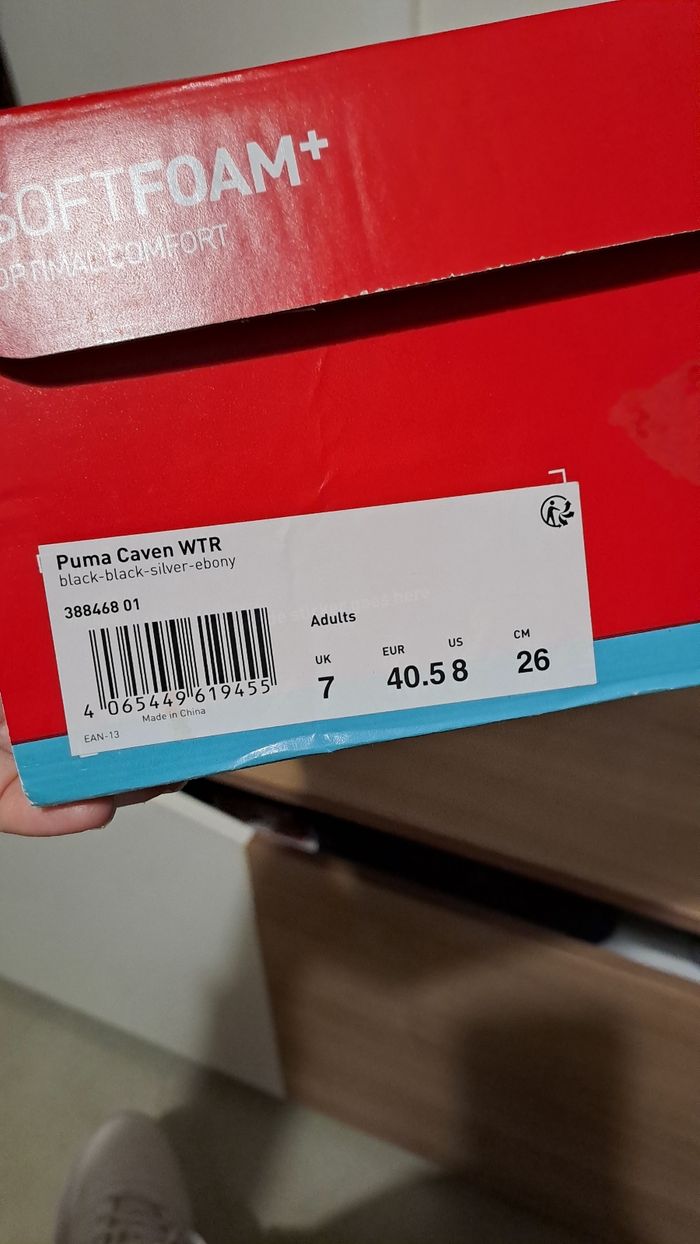 SOFTFOAM+
OPTIMAL COMFORT
Puma Caven WTR
black-black-silver-ebony
388468 01
Adults
UK EUR US CM
7 40.5 8 26
4 065449 619455
Made in China
EAN-13